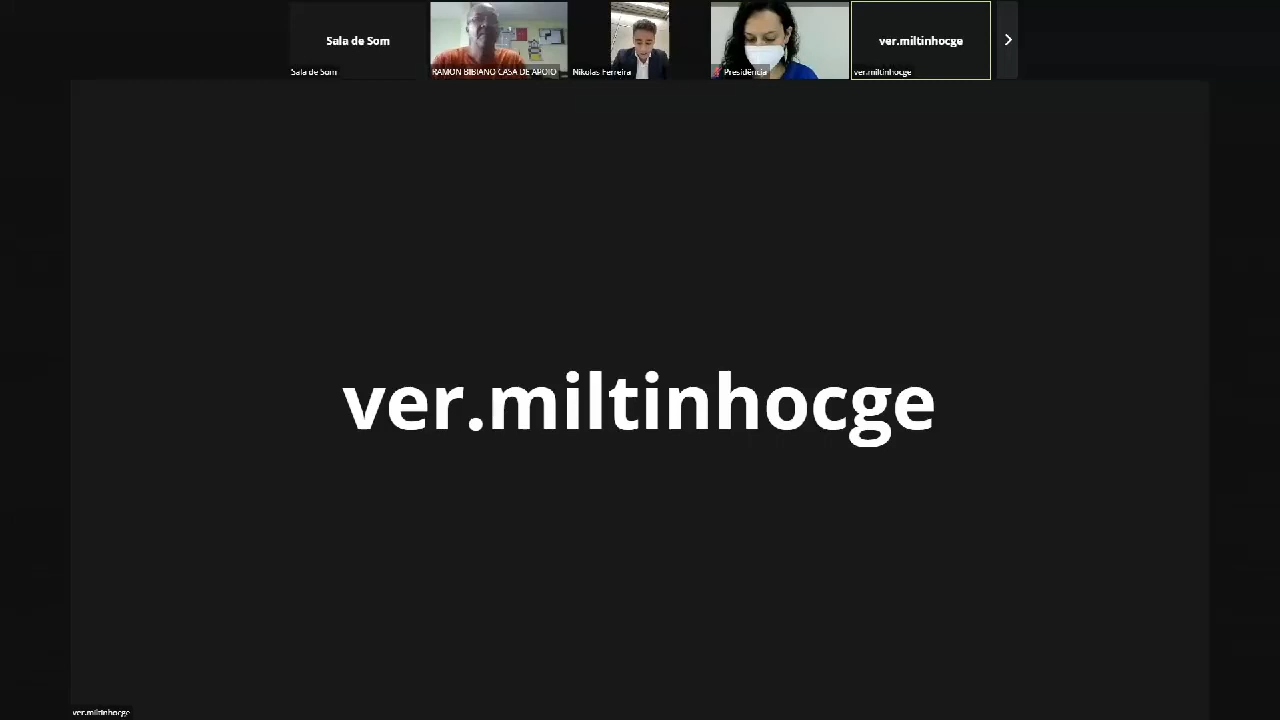 Sala de Som
ver.miltinhocge
Sala de Som
RAMON BIBIANO CASA DE APOIO
Nikolas Ferreira
Presidência
ver.miltinhocge
ver.miltinhocge
ver.miltinhocge